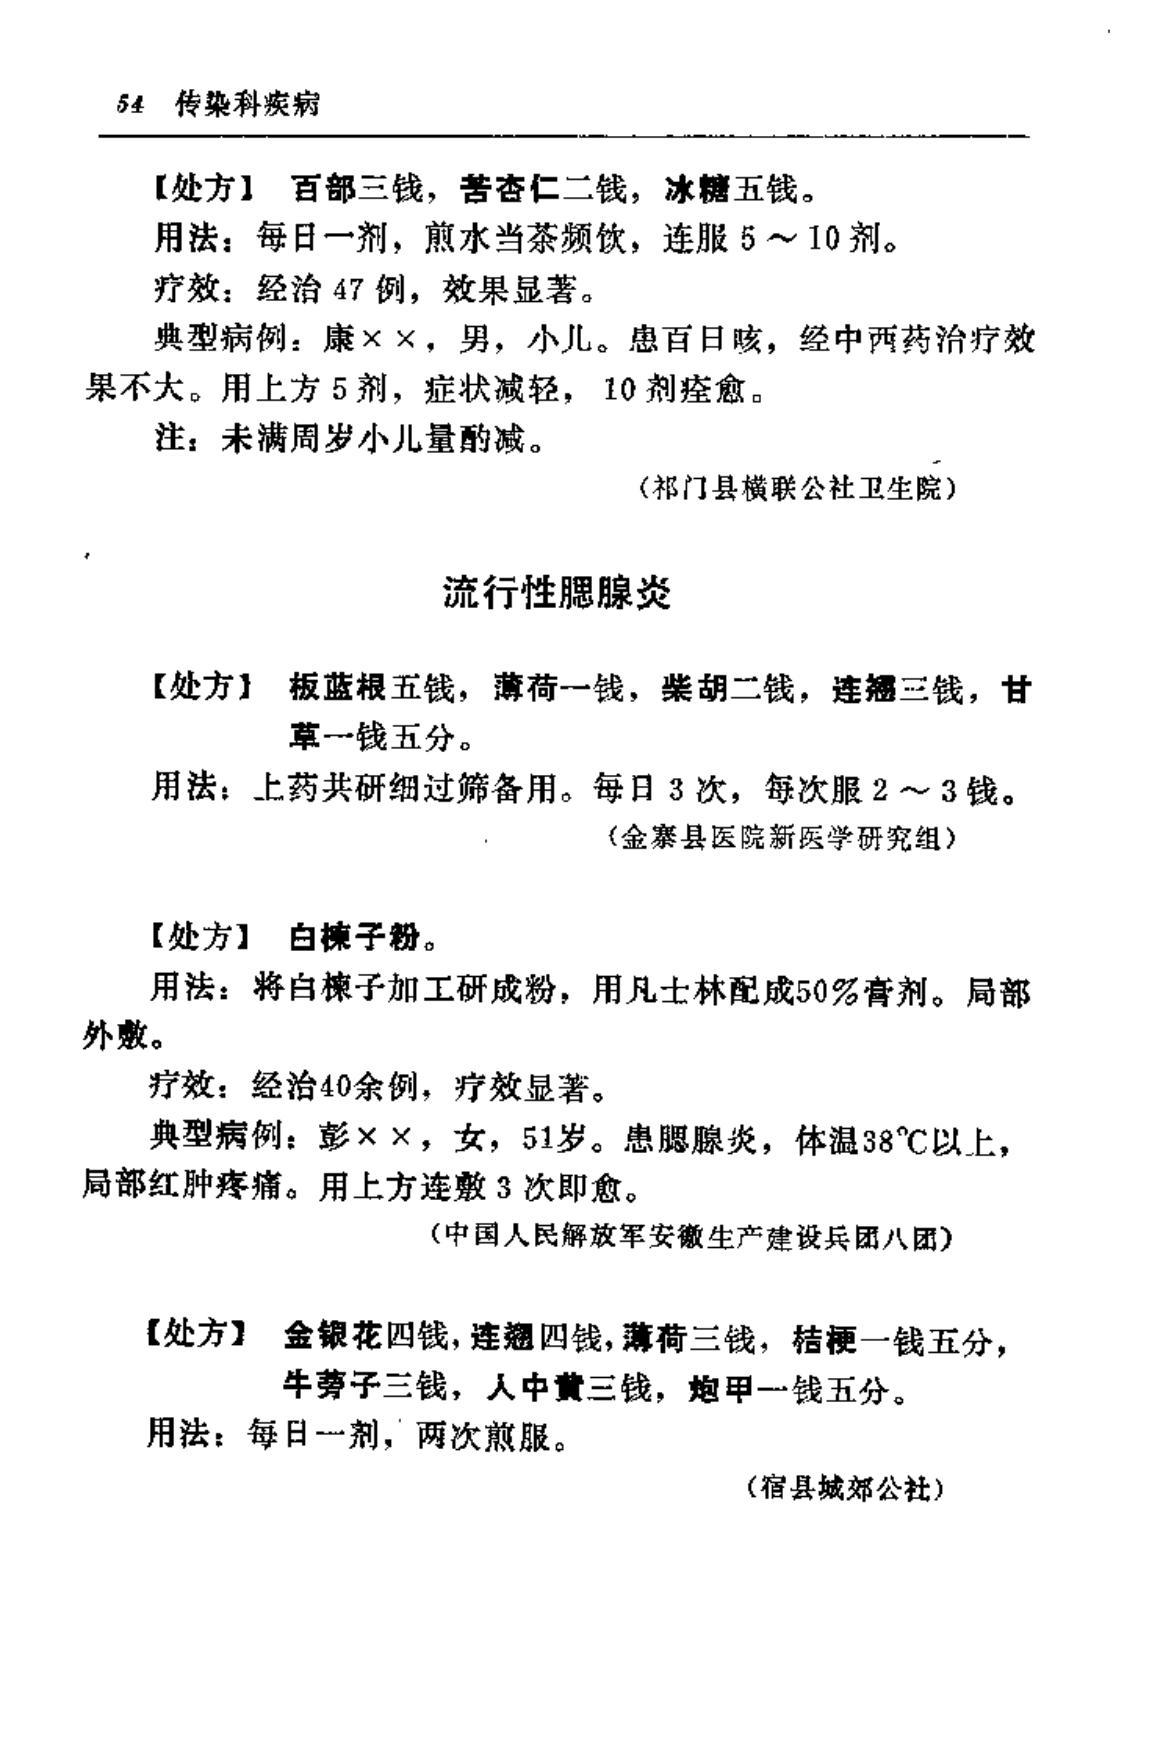 54 传染科疾病
【处方】 百部三钱，苦杏仁二钱，冰糖五钱。
用法：每日一剂，煎水当茶频饮，连服 5～10 剂。
疗效：经治 47 例，效果显著。
典型病例：康××，男，小儿。患百日咳，经中西药治疗效
果不大。用上方 5 剂，症状减轻，10 剂痊愈。
注：未满周岁小儿量酌减。
（祁门县横联公社卫生院）
流行性腮腺炎
【处方】 板蓝根五钱，薄荷一钱，柴胡二钱，连翘三钱，甘
草一钱五分。
用法：上药共研细过筛备用。每日 3 次，每次服 2～3 钱。
（金寨县医院新医学研究组）
【处方】 白楝子粉。
用法：将白楝子加工研成粉，用凡士林配成50%膏剂。局部
外敷。
疗效：经治40余例，疗效显著。
典型病例：彭××，女，51岁。患腮腺炎，体温38℃以上，
局部红肿疼痛。用上方连敷 3 次即愈。
（中国人民解放军安徽生产建设兵团八团）
【处方】 金银花四钱，连翘四钱，薄荷三钱，桔梗一钱五分，
牛蒡子三钱，人中黄三钱，炮甲一钱五分。
用法：每日一剂，两次煎服。
（宿县城郊公社）